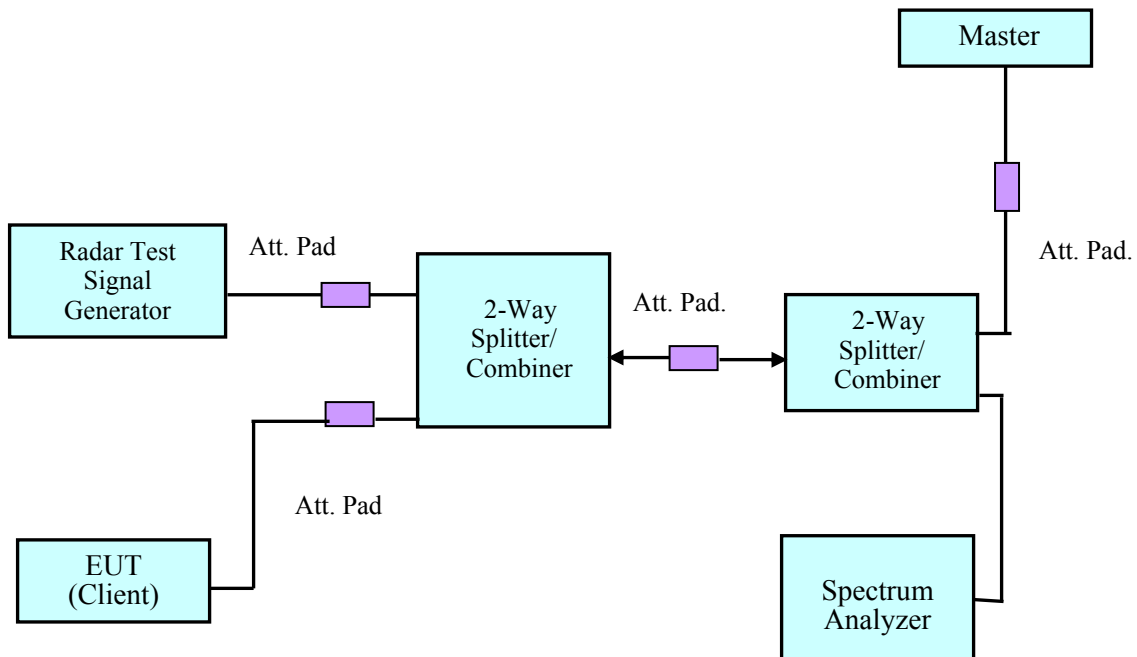 Master
Att. Pad.
Radar Test
Signal
Generator
Att. Pad
2-Way
Splitter/
Combiner
Att. Pad.
2-Way
Splitter/
Combiner
Att. Pad
EUT
(Client)
Spectrum
Analyzer